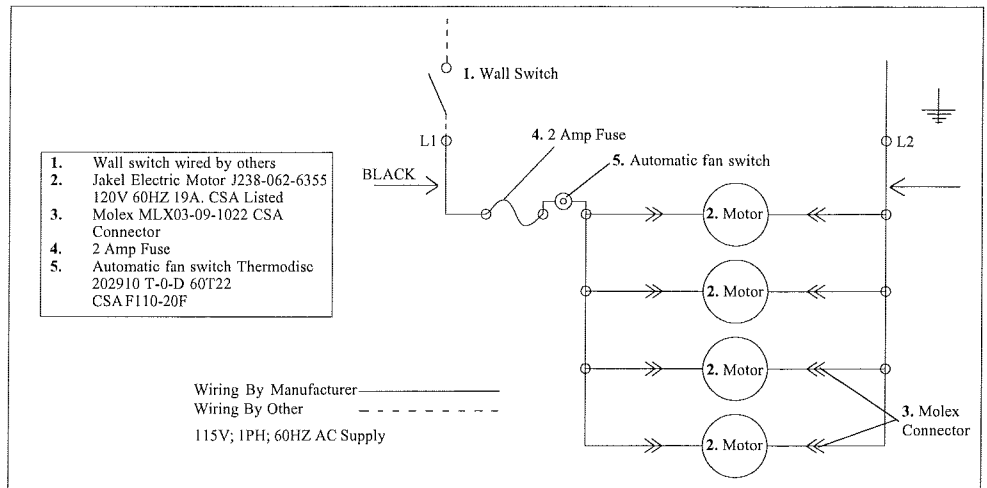 1. Wall Switch
L1
4. 2 Amp Fuse
5. Automatic fan switch
L2
BLACK
1. Wall switch wired by others
2. Jakel Electric Motor J238-062-6355
120V 60HZ 19A. CSA Listed
3. Molex MLX03-09-1022 CSA
Connector
4. 2 Amp Fuse
5. Automatic fan switch Thermodisc
202910 T-0-D 60T22
CSA F110-20F
2. Motor
2. Motor
2. Motor
2. Motor
3. Molex
Connector
Wiring By Manufacturer
Wiring By Other
115V; 1PH; 60HZ AC Supply